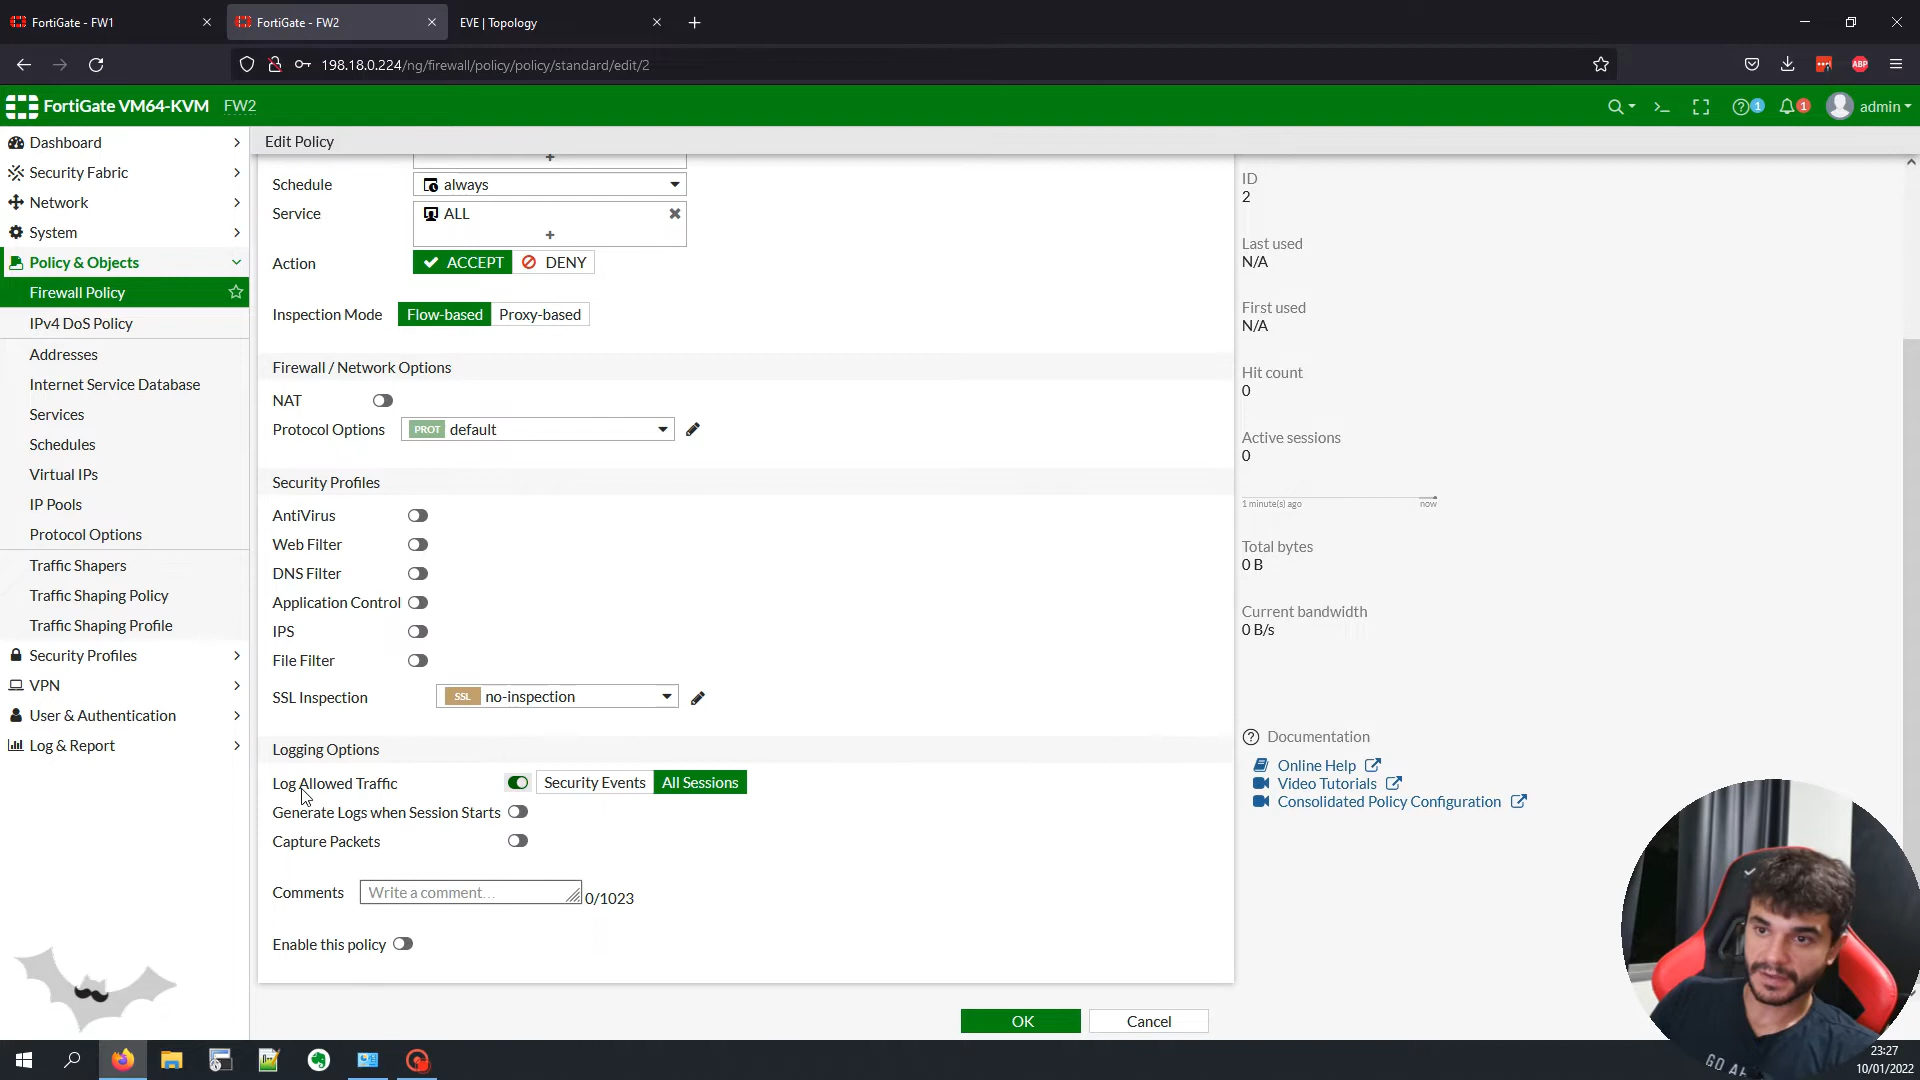 FortiGate - FW1
FortiGate - FW2
EVE | Topology
198.18.0.224/ng/firewall/policy/policy/standard/edit/2
ABP
FortiGate VM64-KVM FW2
1
1
admin
Dashboard
Security Fabric
Network
System
Policy & Objects
Firewall Policy
IPv4 DoS Policy
Addresses
Internet Service Database
Services
Schedules
Virtual IPs
IP Pools
Protocol Options
Traffic Shapers
Traffic Shaping Policy
Traffic Shaping Profile
Security Profiles
VPN
User & Authentication
Log & Report
Edit Policy
Schedule always
Service ALL
Action ACCEPT DENY
Inspection Mode Flow-based Proxy-based
Firewall / Network Options
NAT
Protocol Options PROT default
Security Profiles
AntiVirus
Web Filter
DNS Filter
Application Control
IPS
File Filter
SSL Inspection SSL no-inspection
Logging Options
Log Allowed Traffic Security Events All Sessions
Generate Logs when Session Starts
Capture Packets
Comments Write a comment... 0/1023
Enable this policy
OK Cancel
ID
2
Last used
N/A
First used
N/A
Hit count
0
Active sessions
0
1 minute(s) ago now
Total bytes
0 B
Current bandwidth
0 B/s
Documentation
Online Help
Video Tutorials
Consolidated Policy Configuration
23:27
10/01/2022